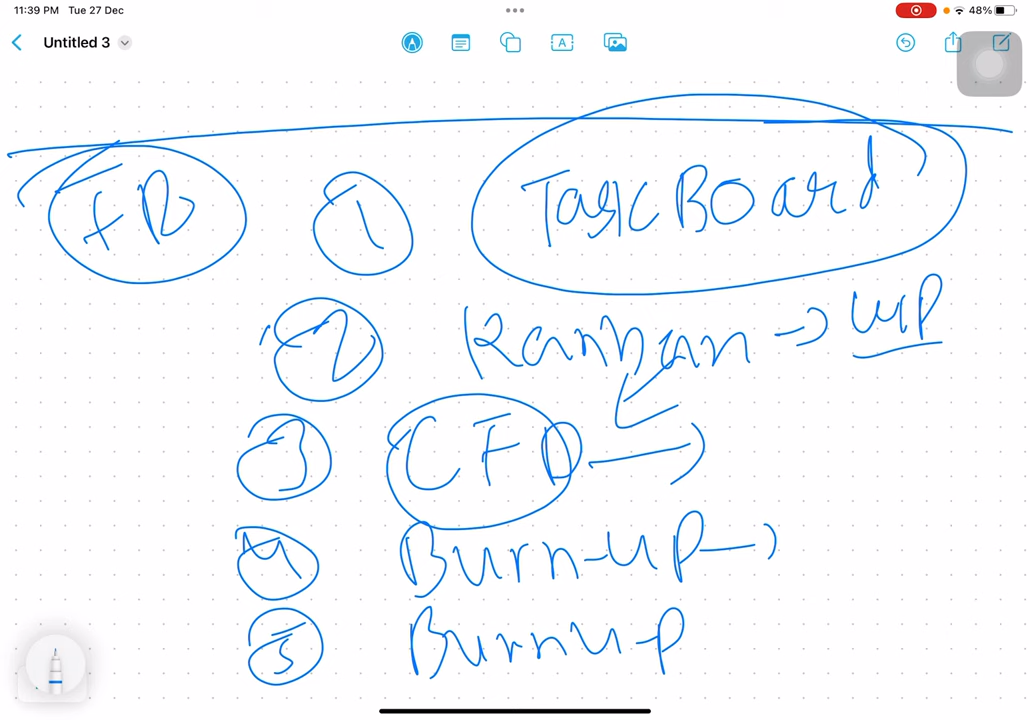 11:39 PM Tue 27 Dec 48%
Untitled 3
A
IR 1 TaskBoard
2 Kanban → WIP
3 CFD →
4 Burn-up →
5 Burnup